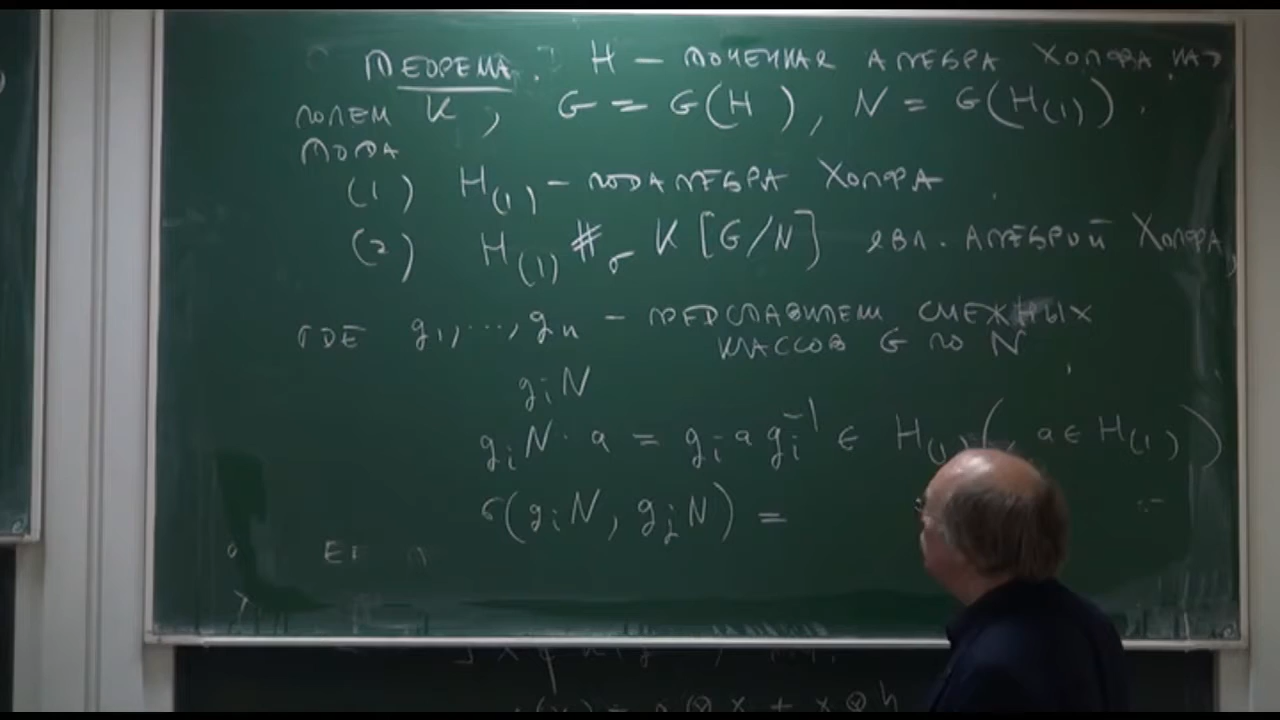 ТЕОРЕМА. H – ТОЧЕЧНАЯ АЛГЕБРА ХОПФА НАД
ПОЛЕМ K, G = G(H), N = G(H₍₁₎).
ТОГДА
(1) H₍₁₎ – ПОДАЛГЕБРА ХОПФА
(2) H₍₁₎ #σ K[G/N] ЯВЛ. АЛГЕБРОЙ ХОПФА,
ГДЕ g₁, ..., gₙ – ПРЕДСТАВИТЕЛИ СМЕЖНЫХ
КЛАССОВ G ПО N
gᵢN
gᵢN · a = gᵢ a gᵢ⁻¹ ∈ H₍₁₎ (, a ∈ H₍₁₎)
σ(gᵢN, gⱼN) =